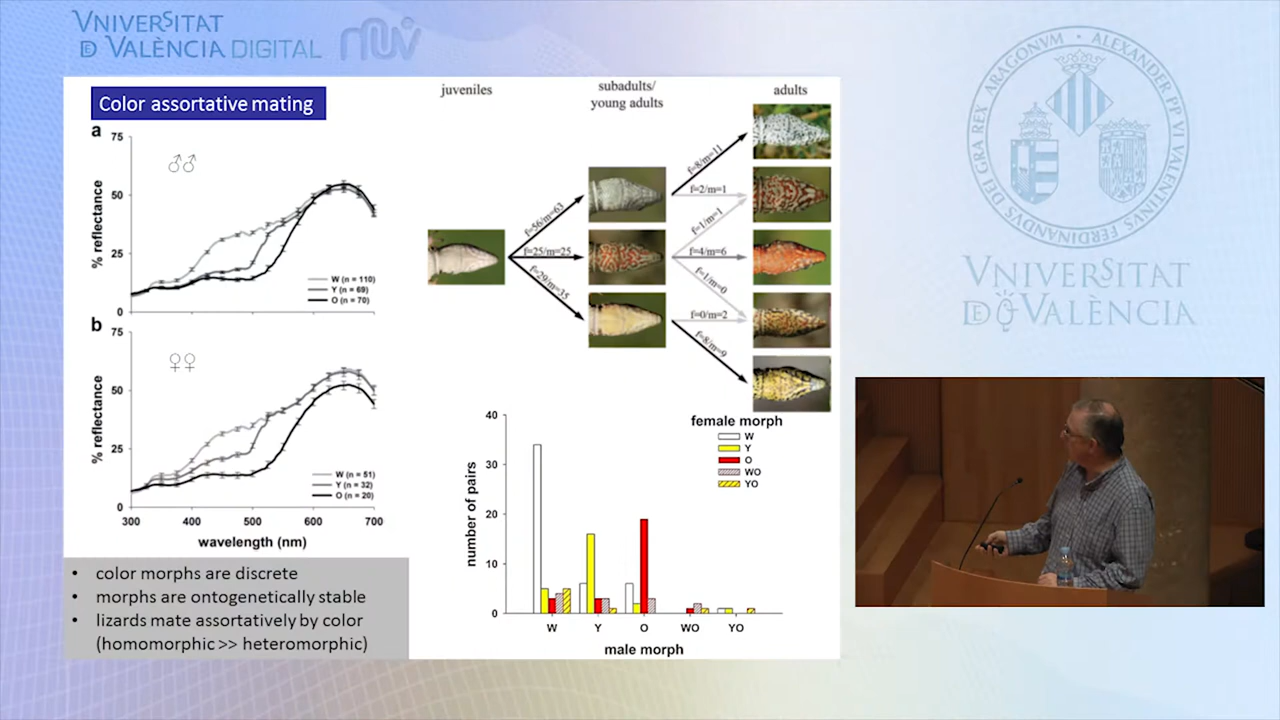 VNIVERSITAT
DE VALÈNCIA DIGITAL
Color assortative mating
a
75
50
25
0
% reflectance
♂♂
W (n = 110)
Y (n = 69)
O (n = 70)
b
75
50
25
0
% reflectance
♀♀
W (n = 51)
Y (n = 32)
O (n = 20)
300 400 500 600 700
wavelength (nm)
juveniles
subadults/
young adults
adults
f=56/m=63
f=25/m=25
f=29/m=35
f=8/m=11
f=2/m=1
f=1/m=1
f=4/m=6
f=1/m=0
f=0/m=2
f=8/m=9
40
30
20
10
0
number of pairs
female morph
W
Y
O
WO
YO
W Y O WO YO
male morph
• color morphs are discrete
• morphs are ontogenetically stable
• lizards mate assortatively by color
(homomorphic >> heteromorphic)
VNIVERSITAT
DE VALÈNCIA